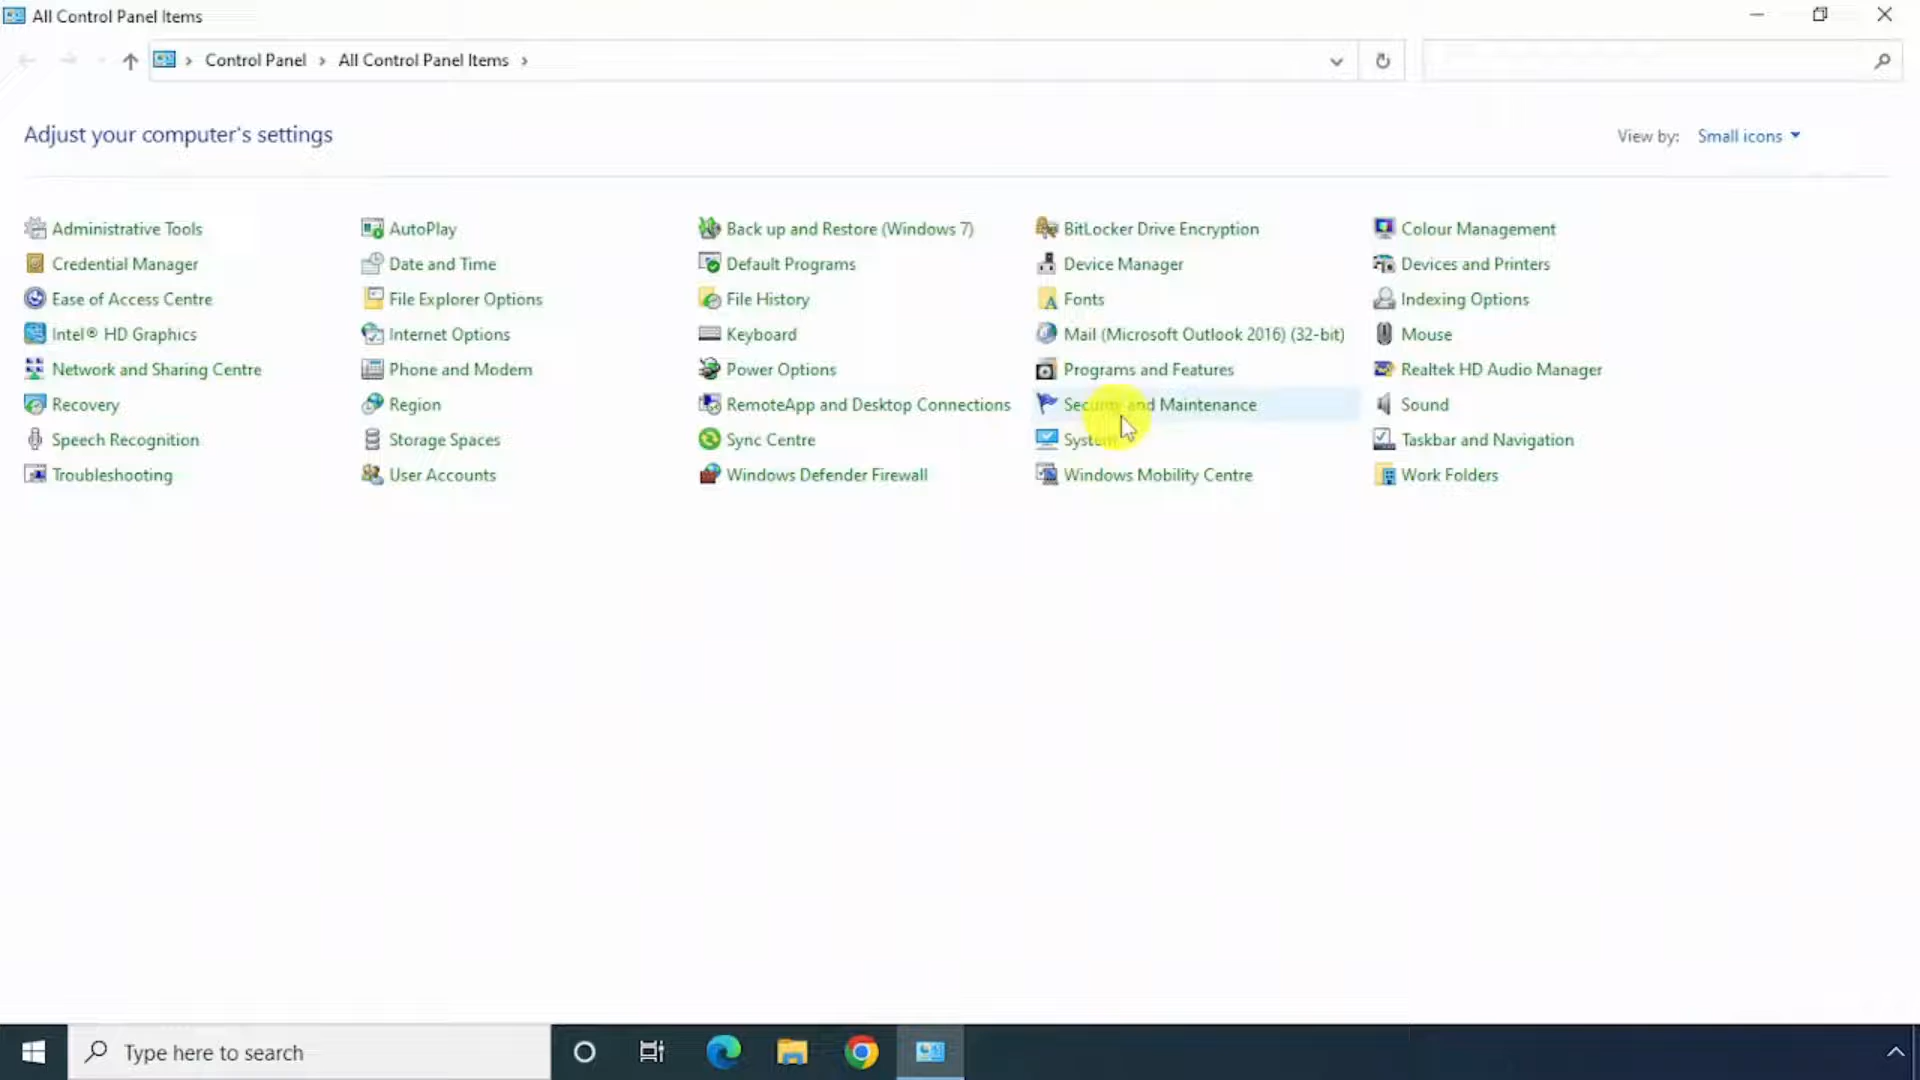 All Control Panel Items
Control Panel > All Control Panel Items >
Adjust your computer's settings
View by: Small icons
Administrative Tools AutoPlay Back up and Restore (Windows 7) BitLocker Drive Encryption Colour Management
Credential Manager Date and Time Default Programs Device Manager Devices and Printers
Ease of Access Centre File Explorer Options File History Fonts Indexing Options
Intel® HD Graphics Internet Options Keyboard Mail (Microsoft Outlook 2016) (32-bit) Mouse
Network and Sharing Centre Phone and Modem Power Options Programs and Features Realtek HD Audio Manager
Recovery Region RemoteApp and Desktop Connections Security and Maintenance Sound
Speech Recognition Storage Spaces Sync Centre System Taskbar and Navigation
Troubleshooting User Accounts Windows Defender Firewall Windows Mobility Centre Work Folders
Type here to search